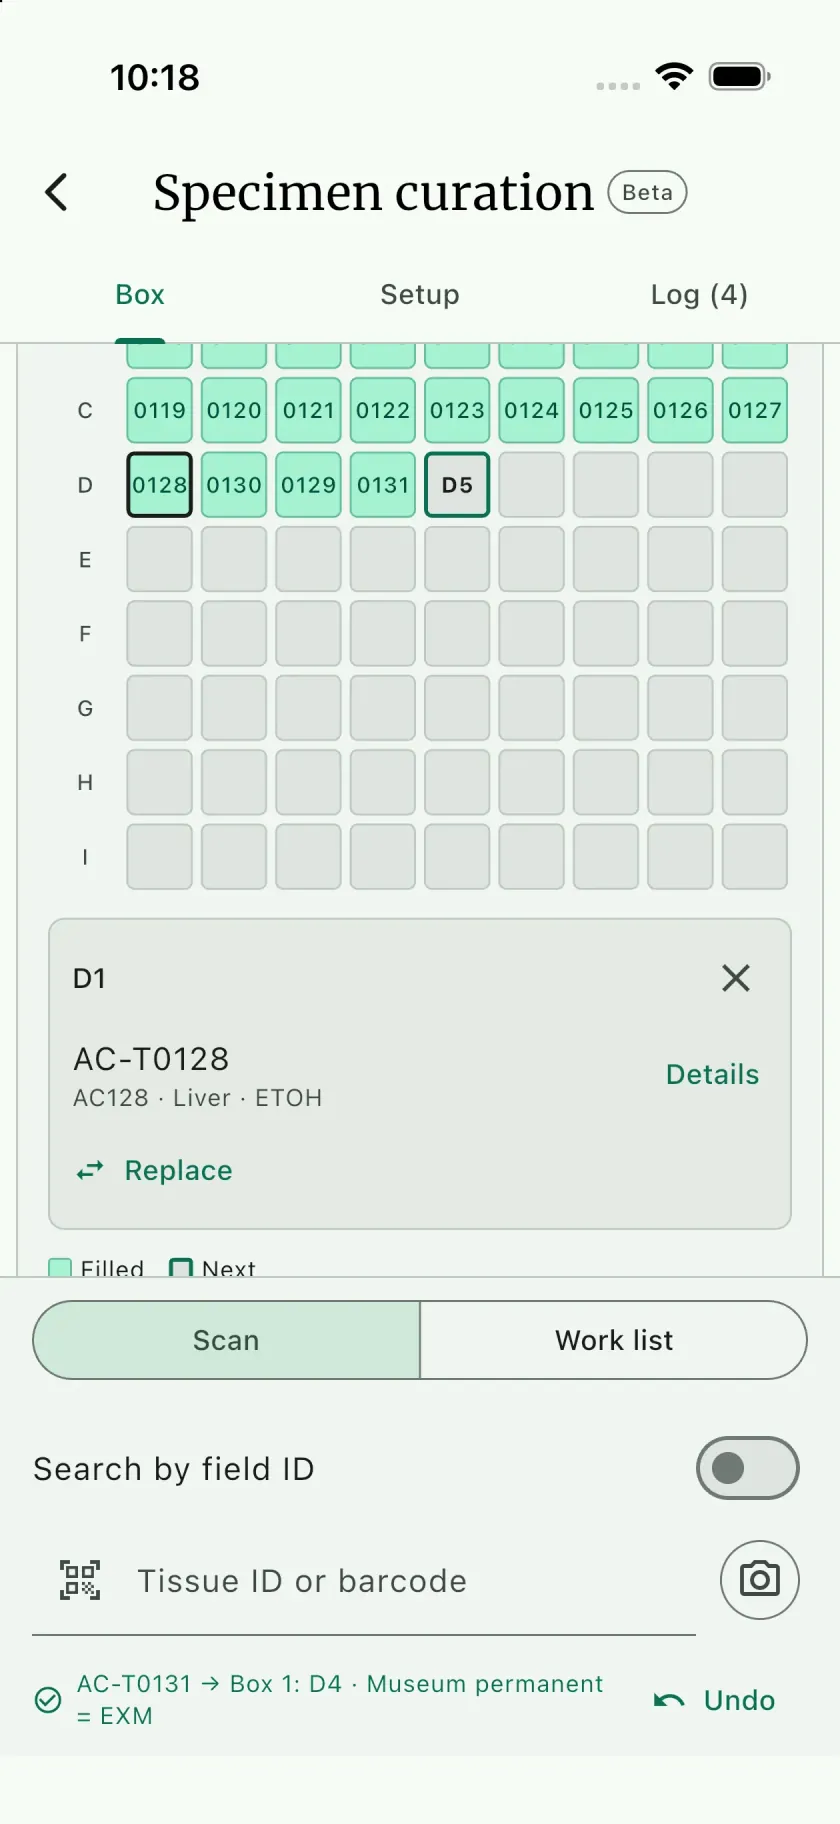 10:18
Specimen curation Beta
Box Setup Log (4)
C 0119 0120 0121 0122 0123 0124 0125 0126 0127
D 0128 0130 0129 0131 D5
E
F
G
H
I
D1
AC-T0128
AC128 · Liver · ETOH
Details
Replace
Filled Next
Scan Work list
Search by field ID
Tissue ID or barcode
AC-T0131 → Box 1: D4 · Museum permanent
= EXM
Undo